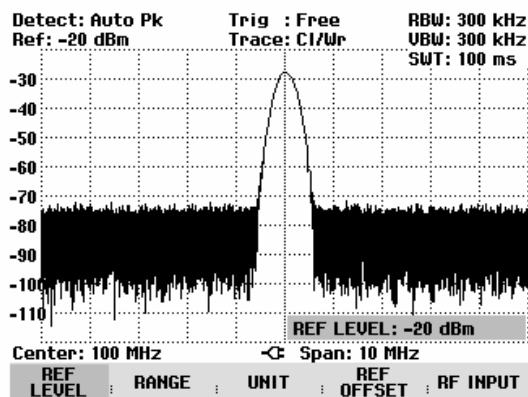 Detect: Auto Pk Trig : Free RBW: 300 kHz
Ref: -20 dBm Trace: Cl/Wr VBW: 300 kHz
SWT: 100 ms
-30
-40
-50
-60
-70
-80
-90
-100
-110
REF LEVEL: -20 dBm
Center: 100 MHz Span: 10 MHz
REF LEVEL RANGE UNIT REF OFFSET RF INPUT